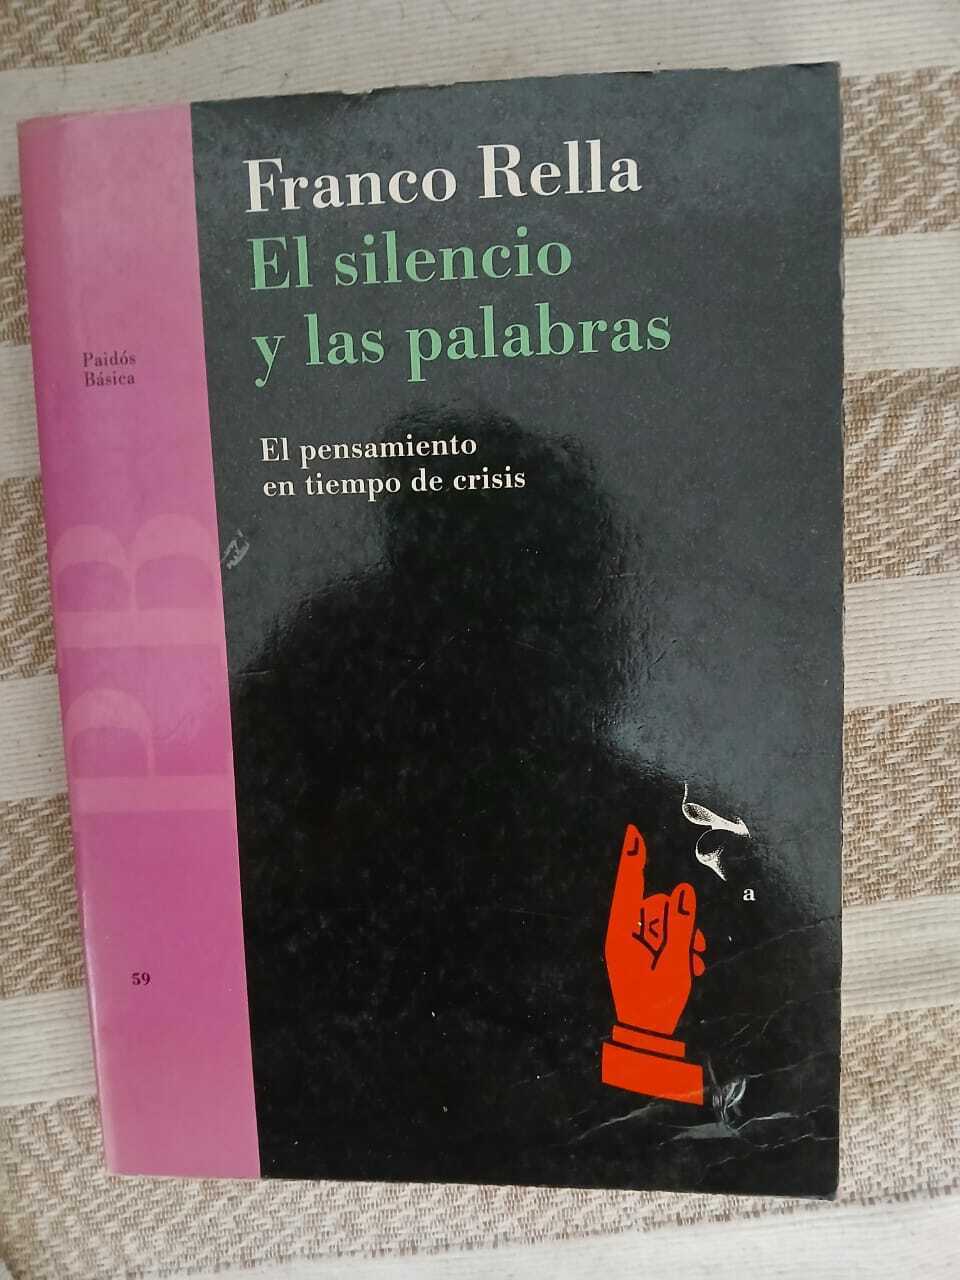 Franco Rella
El silencio
y las palabras
El pensamiento
en tiempo de crisis
Paidós
Básica
PB
59
a